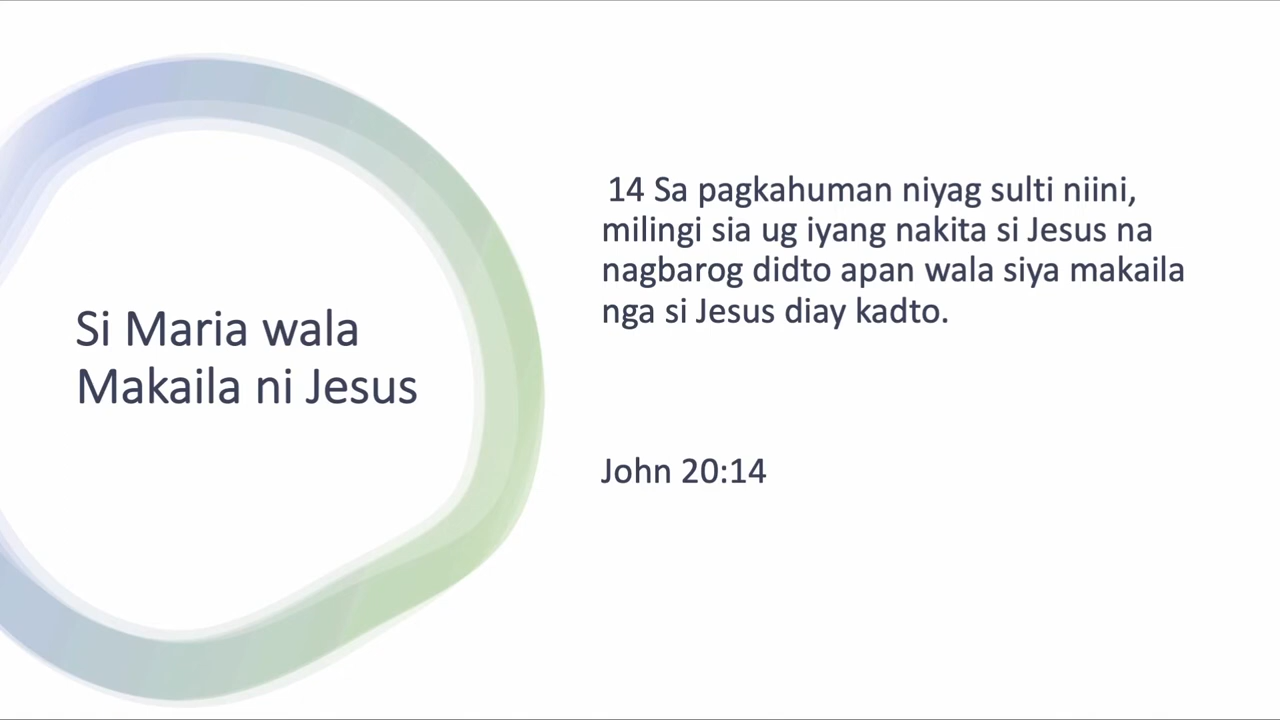 Si Maria wala
Makaila ni Jesus
14 Sa pagkahuman niyag sulti niini,
milingi sia ug iyang nakita si Jesus na
nagbarog didto apan wala siya makaila
nga si Jesus diay kadto.
John 20:14